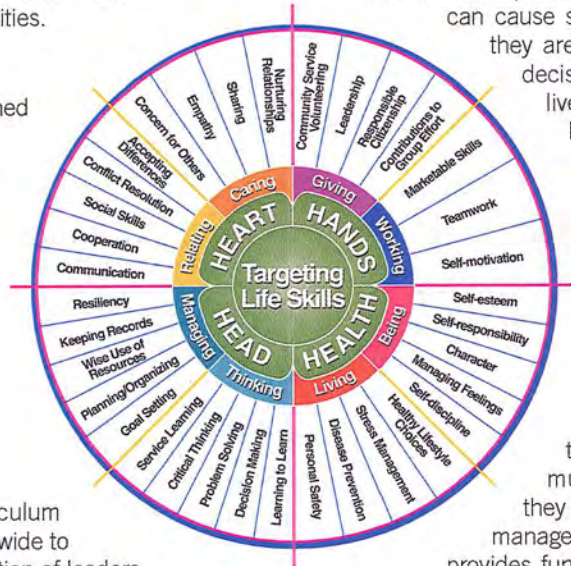 ities.
ned
culum
wide to
tion of leaders
can cause s
they are
decis
live
mu
they
manage
provides fun
Targeting
Life Skills
HEART
HANDS
HEALTH
HEAD
Caring
Giving
Working
Being
Living
Thinking
Managing
Relating
Nurturing
Relationships
Sharing
Empathy
Concern for Others
Accepting
Differences
Conflict Resolution
Social Skills
Cooperation
Communication
Community Service
Volunteering
Leadership
Responsible
Citizenship
Contributions to
Group Effort
Marketable Skills
Teamwork
Self-motivation
Self-esteem
Self-responsibility
Character
Managing Feelings
Self-discipline
Healthy Lifestyle
Choices
Stress Management
Disease Prevention
Personal Safety
Learning to Learn
Decision Making
Problem Solving
Critical Thinking
Service Learning
Goal Setting
Planning/Organizing
Wise Use of
Resources
Keeping Records
Resiliency